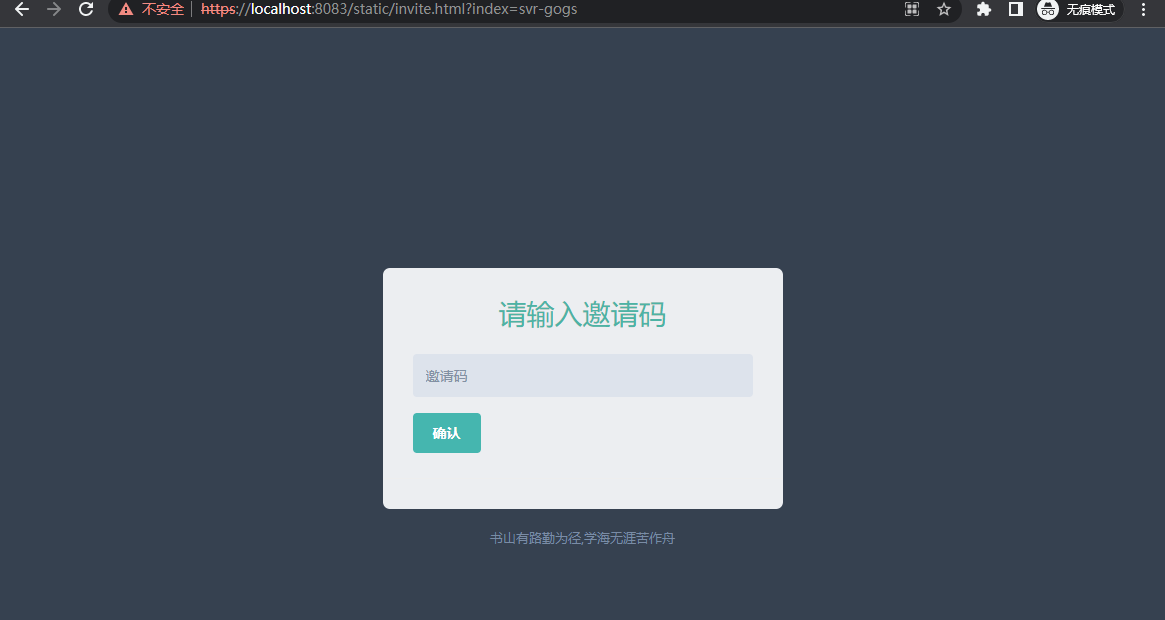 不安全 https://localhost:8083/static/invite.html?index=svr-gogs 无痕模式
请输入邀请码
邀请码
确认
书山有路勤为径,学海无涯苦作舟